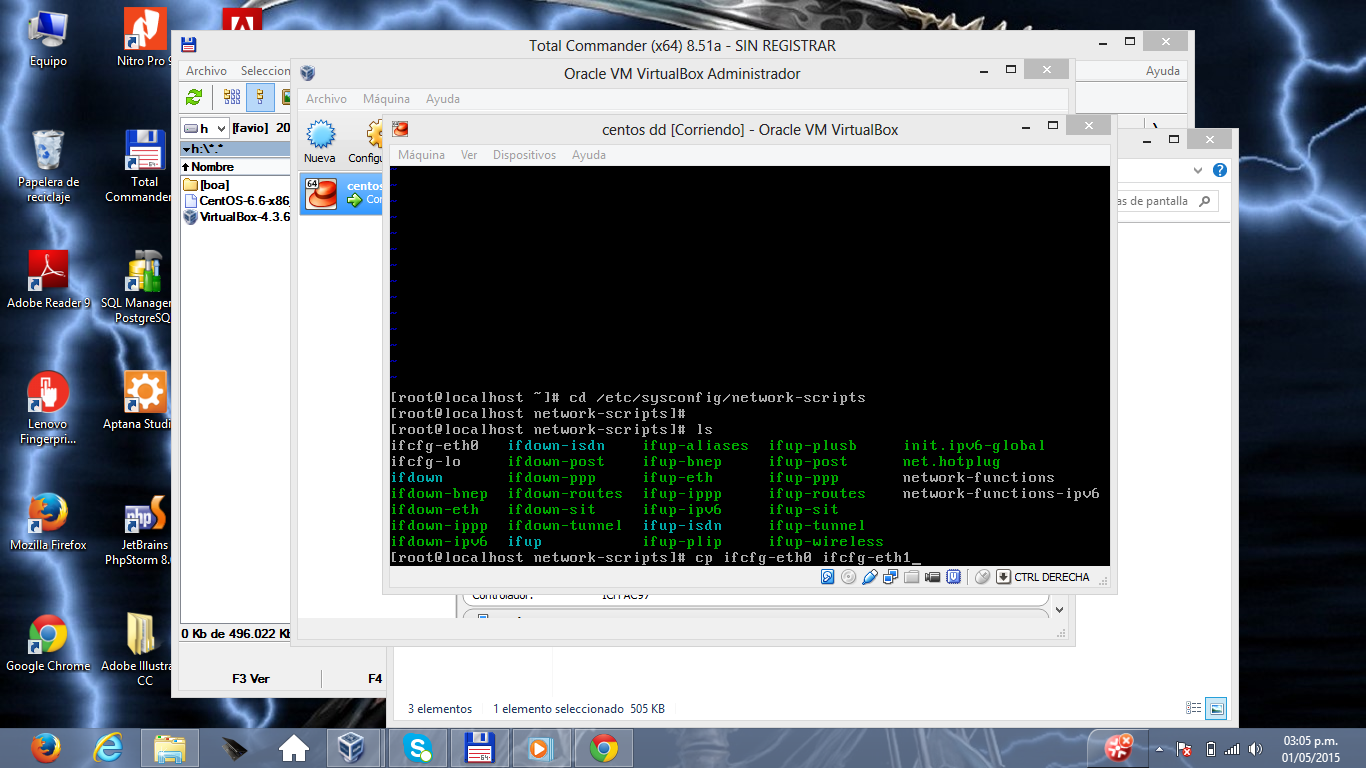 Equipo
Nitro Pro 9
Papelera de reciclaje
Total Commander
Adobe Reader 9
SQL Manager
PostgreSQL
Lenovo Fingerpri...
Aptana Studi
Mozilla Firefox
JetBrains
PhpStorm 8.0
Google Chrome
Adobe Illustra
CC
Total Commander (x64) 8.51a - SIN REGISTRAR
Archivo Seleccion Ayuda
h [favio] 20
h:\*.*
Nombre
[boa]
CentOS-6.6-x86_
VirtualBox-4.3.6
0 Kb de 496.022 Kb
F3 Ver F4
Oracle VM VirtualBox Administrador
Archivo Máquina Ayuda
Nueva Configu
64 centos
Cor
centos dd [Corriendo] - Oracle VM VirtualBox
Máquina Ver Dispositivos Ayuda
~
~
~
~
~
~
~
~
~
~
~
~
~
~
[root@localhost ~]# cd /etc/sysconfig/network-scripts
[root@localhost network-scripts]#
[root@localhost network-scripts]# ls
ifcfg-eth0 ifdown-isdn ifup-aliases ifup-plusb init.ipv6-global
ifcfg-lo ifdown-post ifup-bnep ifup-post net.hotplug
ifdown ifdown-ppp ifup-eth ifup-ppp network-functions
ifdown-bnep ifdown-routes ifup-ippp ifup-routes network-functions-ipv6
ifdown-eth ifdown-sit ifup-ipv6 ifup-sit
ifdown-ippp ifdown-tunnel ifup-isdn ifup-tunnel
ifdown-ipv6 ifup ifup-plip ifup-wireless
[root@localhost network-scripts]# cp ifcfg-eth0 ifcfg-eth1_
CTRL DERECHA
Controlador: ICH AC97
as de pantalla
3 elementos 1 elemento seleccionado 505 KB
03:05 p.m.
01/05/2015